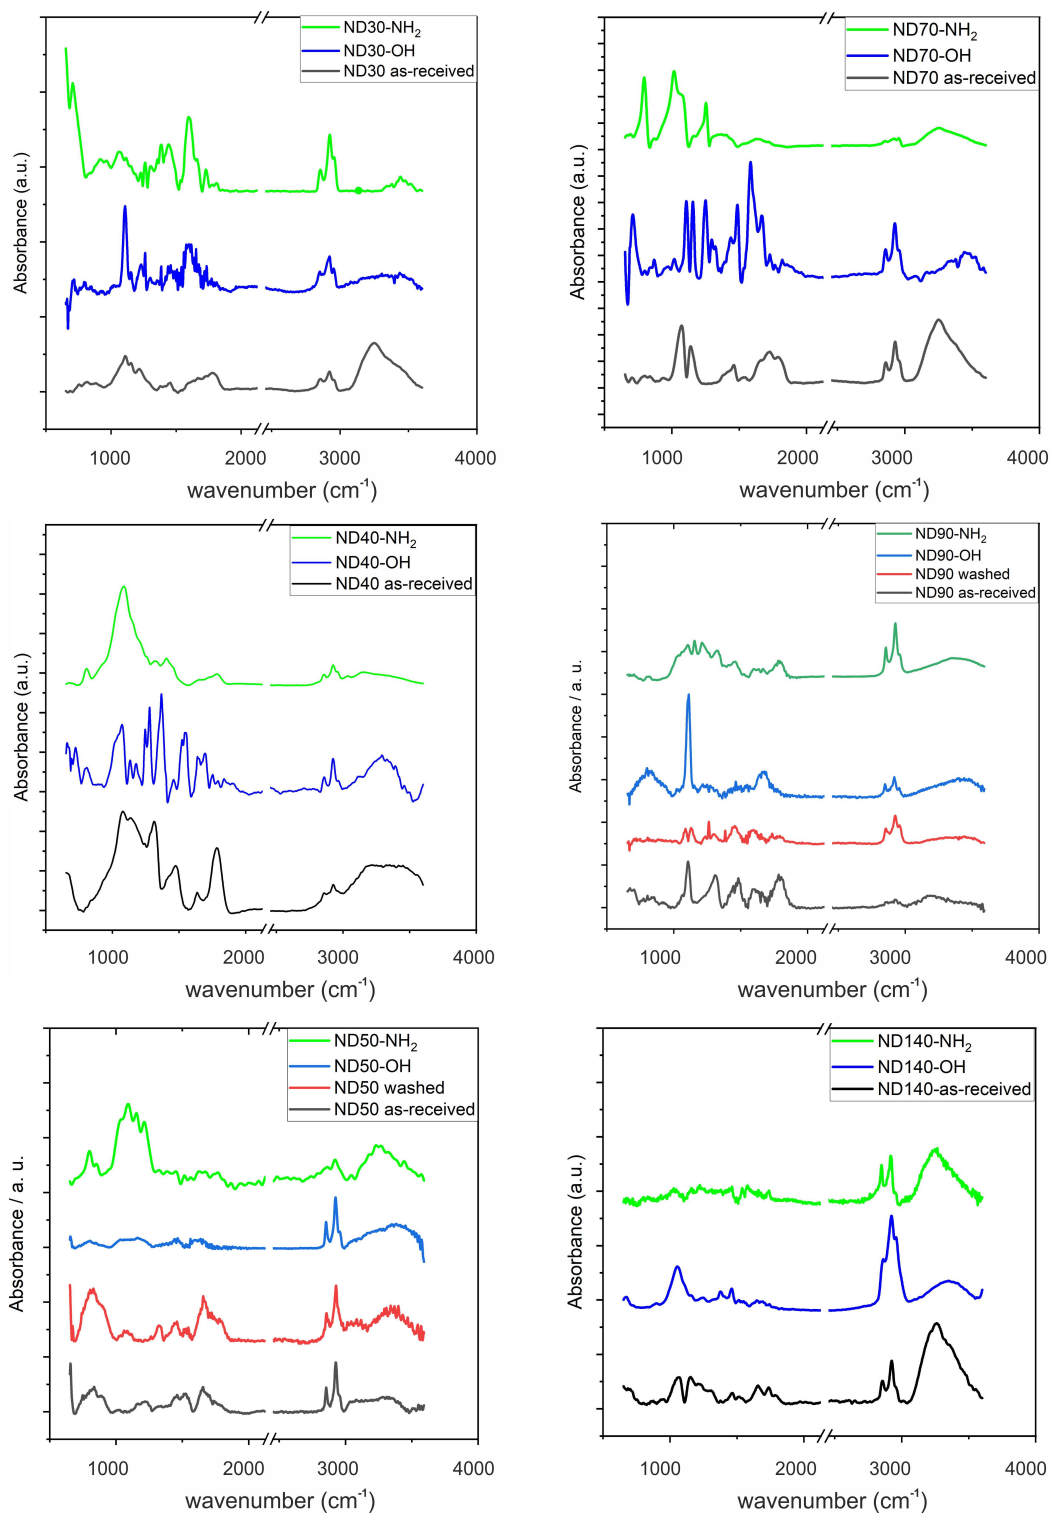 ND30-NH₂
ND30-OH
ND30 as-received
Absorbance (a.u.)
1000 2000 3000 4000
wavenumber (cm⁻¹)
ND70-NH₂
ND70-OH
ND70 as-received
Absorbance (a.u.)
1000 2000 3000 4000
wavenumber (cm⁻¹)
ND40-NH₂
ND40-OH
ND40 as-received
Absorbance (a.u.)
1000 2000 3000 4000
wavenumber (cm⁻¹)
ND90-NH₂
ND90-OH
ND90 washed
ND90 as-received
Absorbance / a. u.
1000 2000 3000 4000
wavenumber (cm⁻¹)
ND50-NH₂
ND50-OH
ND50 washed
ND50 as-received
Absorbance / a. u.
1000 2000 3000 4000
wavenumber (cm⁻¹)
ND140-NH₂
ND140-OH
ND140-as-received
Absorbance (a.u.)
1000 2000 3000 4000
wavenumber (cm⁻¹)